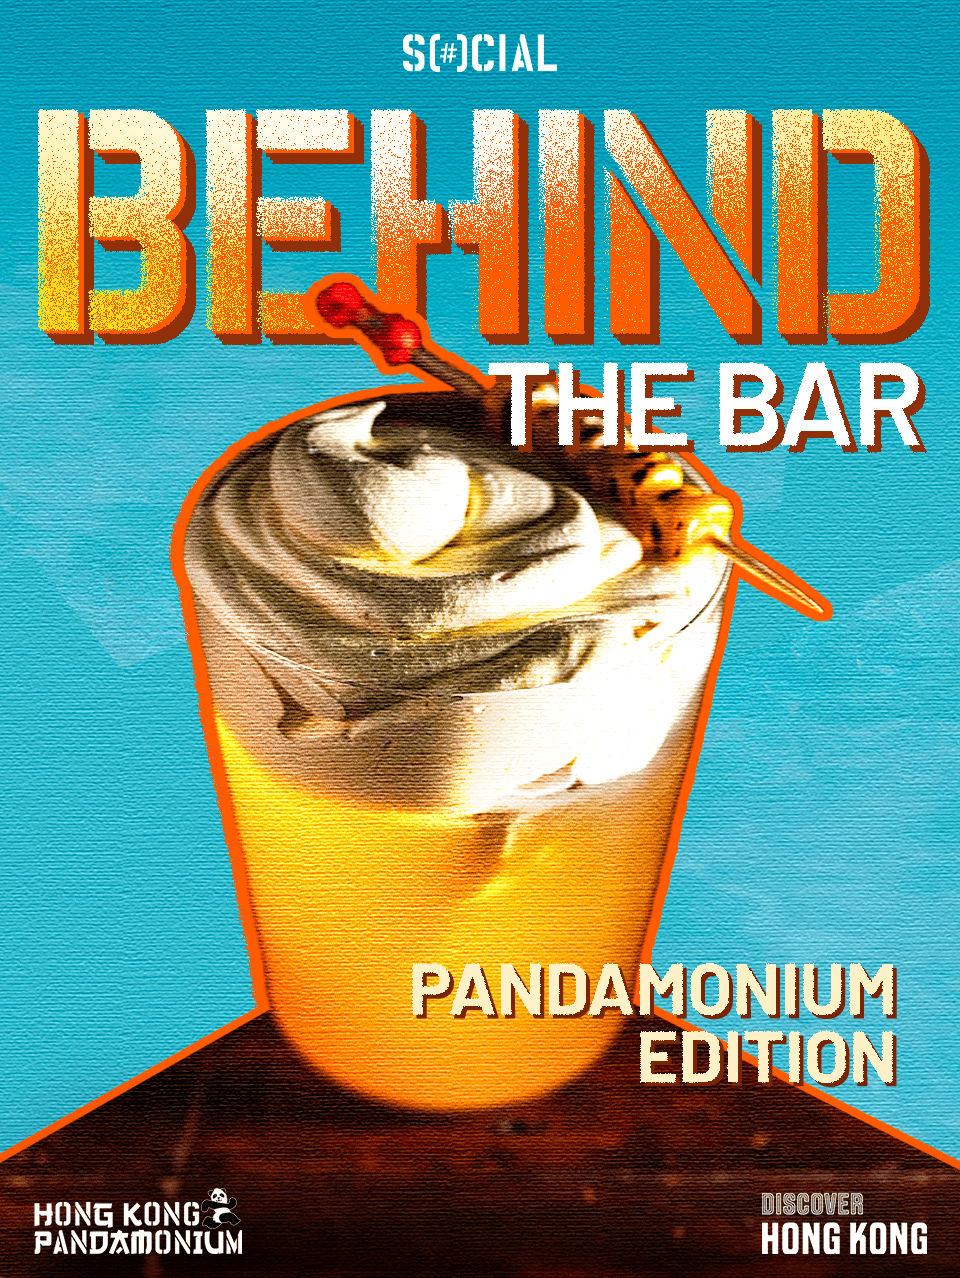 S(#)CIAL
BEHIND
THE BAR
PANDAMONIUM
EDITION
HONG KONG
PANDAMONIUM
DISCOVER
HONG KONG